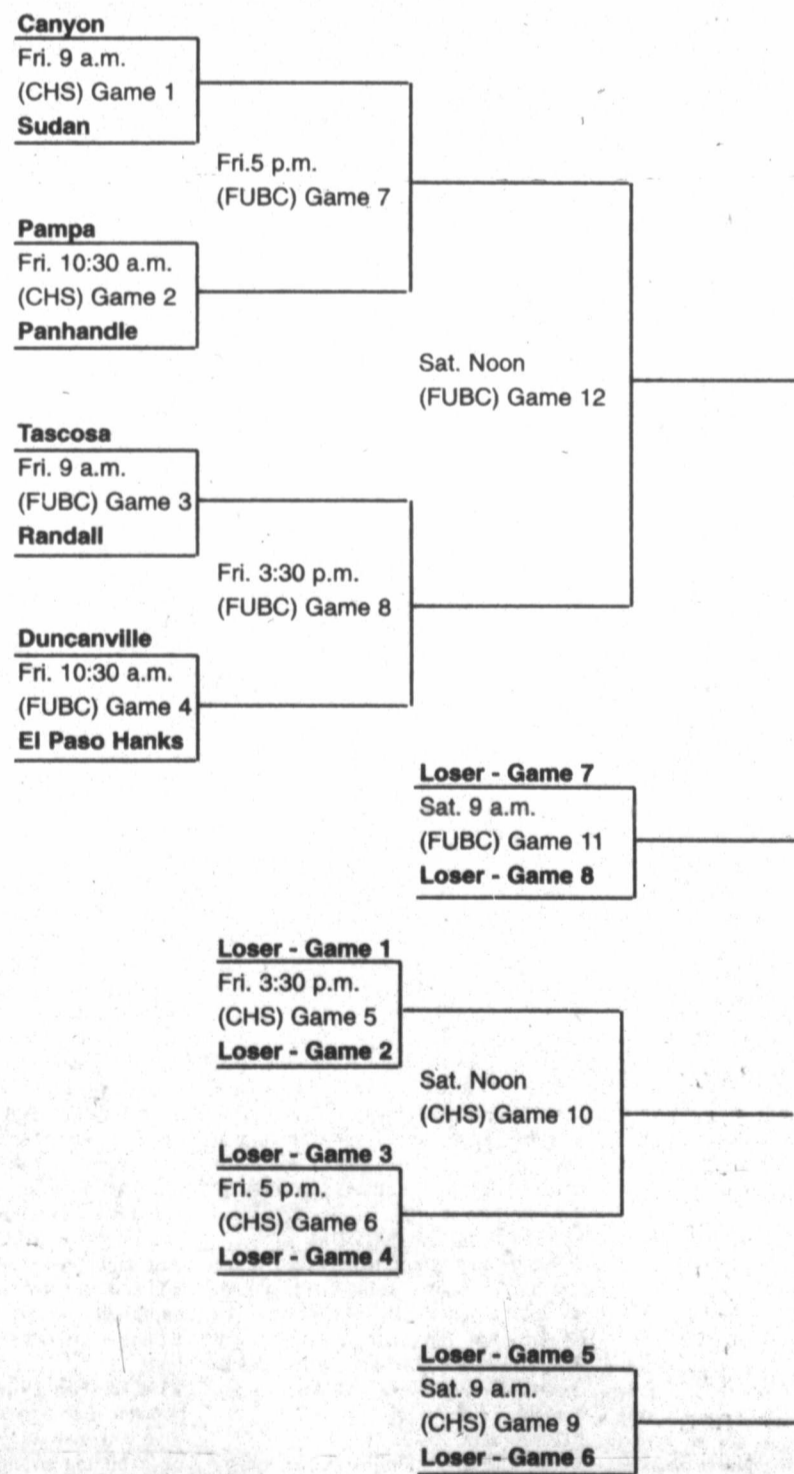 Canyon
Fri. 9 a.m.
(CHS) Game 1
Sudan
Fri.5 p.m.
(FUBC) Game 7
Pampa
Fri. 10:30 a.m.
(CHS) Game 2
Panhandle
Sat. Noon
(FUBC) Game 12
Tascosa
Fri. 9 a.m.
(FUBC) Game 3
Randall
Fri. 3:30 p.m.
(FUBC) Game 8
Duncanville
Fri. 10:30 a.m.
(FUBC) Game 4
El Paso Hanks
Loser - Game 7
Sat. 9 a.m.
(FUBC) Game 11
Loser - Game 8
Loser - Game 1
Fri. 3:30 p.m.
(CHS) Game 5
Loser - Game 2
Sat. Noon
(CHS) Game 10
Loser - Game 3
Fri. 5 p.m.
(CHS) Game 6
Loser - Game 4
Loser - Game 5
Sat. 9 a.m.
(CHS) Game 9
Loser - Game 6